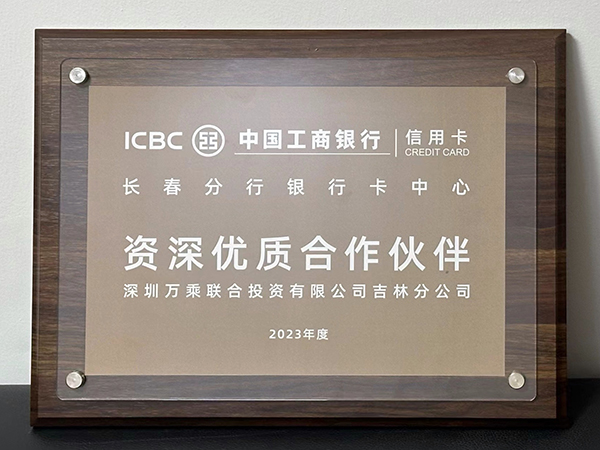 ICBC 中国工商银行 信用卡
CREDIT CARD
长春分行银行卡中心
资深优质合作伙伴
深圳万乘联合投资有限公司吉林分公司
2023年度